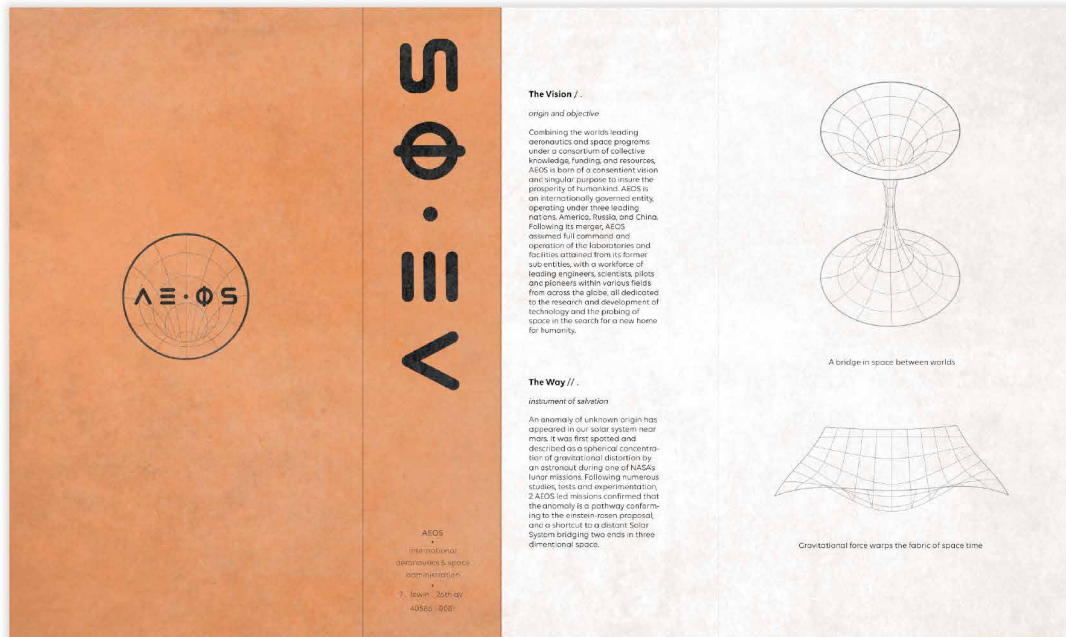 ΛΞ·ΦS
SΦ·ΞΛ
AEOS
•
international
aeronautics & space
administration
•
7 . lewin . 26th av
40586 . 008
The Vision / .
origin and objective
Combining the worlds leading
aeronautics and space programs
under a consortium of collective
knowledge, funding, and resources,
AEOS is born of a consentient vision
and singular purpose to insure the
prosperity of humankind. AEOS is
an internationally governed entity,
operating under three leading
nations, America, Russia, and China.
Following its merger, AEOS
assumed full command and
operation of the laboratories and
facilities attained from its former
sub entities, with a workforce of
leading engineers, scientists, pilots
and pioneers within various fields
from across the globe, all dedicated
to the research and development of
technology and the probing of
space in the search for a new home
for humanity.
The Way // .
instrument of salvation
An anomaly of unknown origin has
appeared in our solar system near
mars. It was first spotted and
described as a spherical concentra-
tion of gravitational distortion by
an astronaut during one of NASA's
lunar missions. Following numerous
studies, tests and experimentation,
2 AEOS led missions confirmed that
the anomaly is a pathway conform-
ing to the einstein-rosen proposal,
and a shortcut to a distant Solar
System bridging two ends in three
dimentional space.
A bridge in space between worlds
Gravitational force warps the fabric of space time